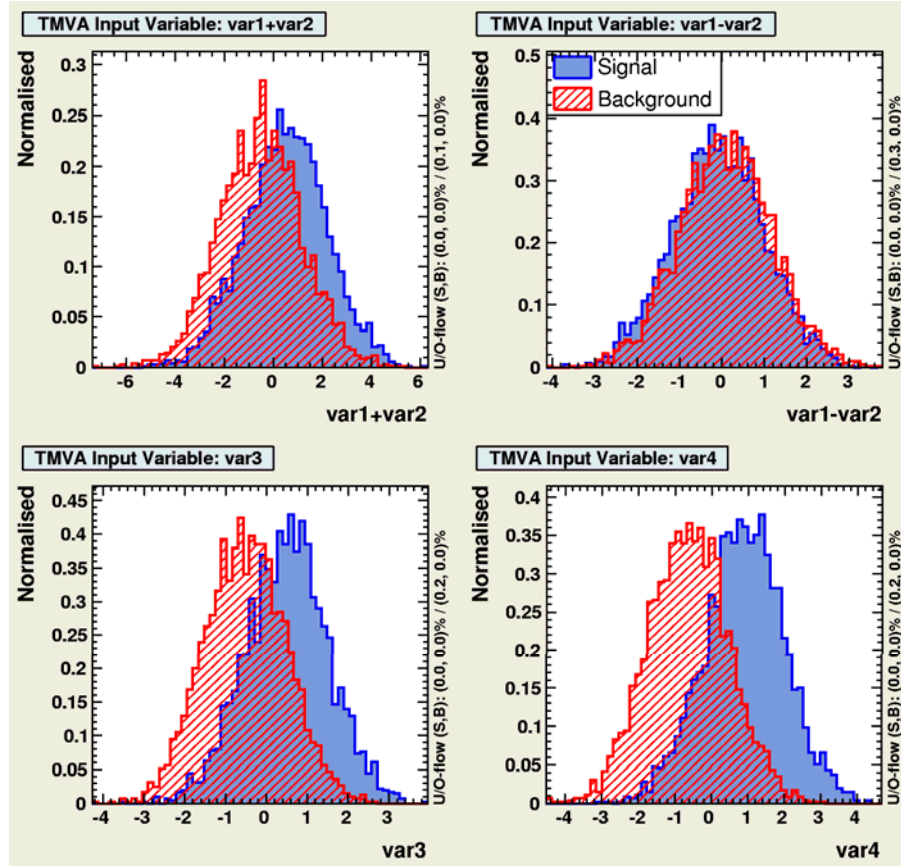 TMVA Input Variable: var1+var2
Normalised
0.3
0.25
0.2
0.15
0.1
0.05
0
-6 -4 -2 0 2 4 6
var1+var2
U/O-flow (S,B): (0.0, 0.0)% / (0.1, 0.0)%
TMVA Input Variable: var1-var2
Normalised
0.5
0.4
0.3
0.2
0.1
0
Signal
Background
-4 -3 -2 -1 0 1 2 3
var1-var2
U/O-flow (S,B): (0.0, 0.0)% / (0.3, 0.0)%
TMVA Input Variable: var3
Normalised
0.45
0.4
0.35
0.3
0.25
0.2
0.15
0.1
0.05
0
-4 -3 -2 -1 0 1 2 3
var3
U/O-flow (S,B): (0.0, 0.0)% / (0.2, 0.0)%
TMVA Input Variable: var4
Normalised
0.4
0.35
0.3
0.25
0.2
0.15
0.1
0.05
0
-4 -3 -2 -1 0 1 2 3 4
var4
U/O-flow (S,B): (0.0, 0.0)% / (0.2, 0.0)%